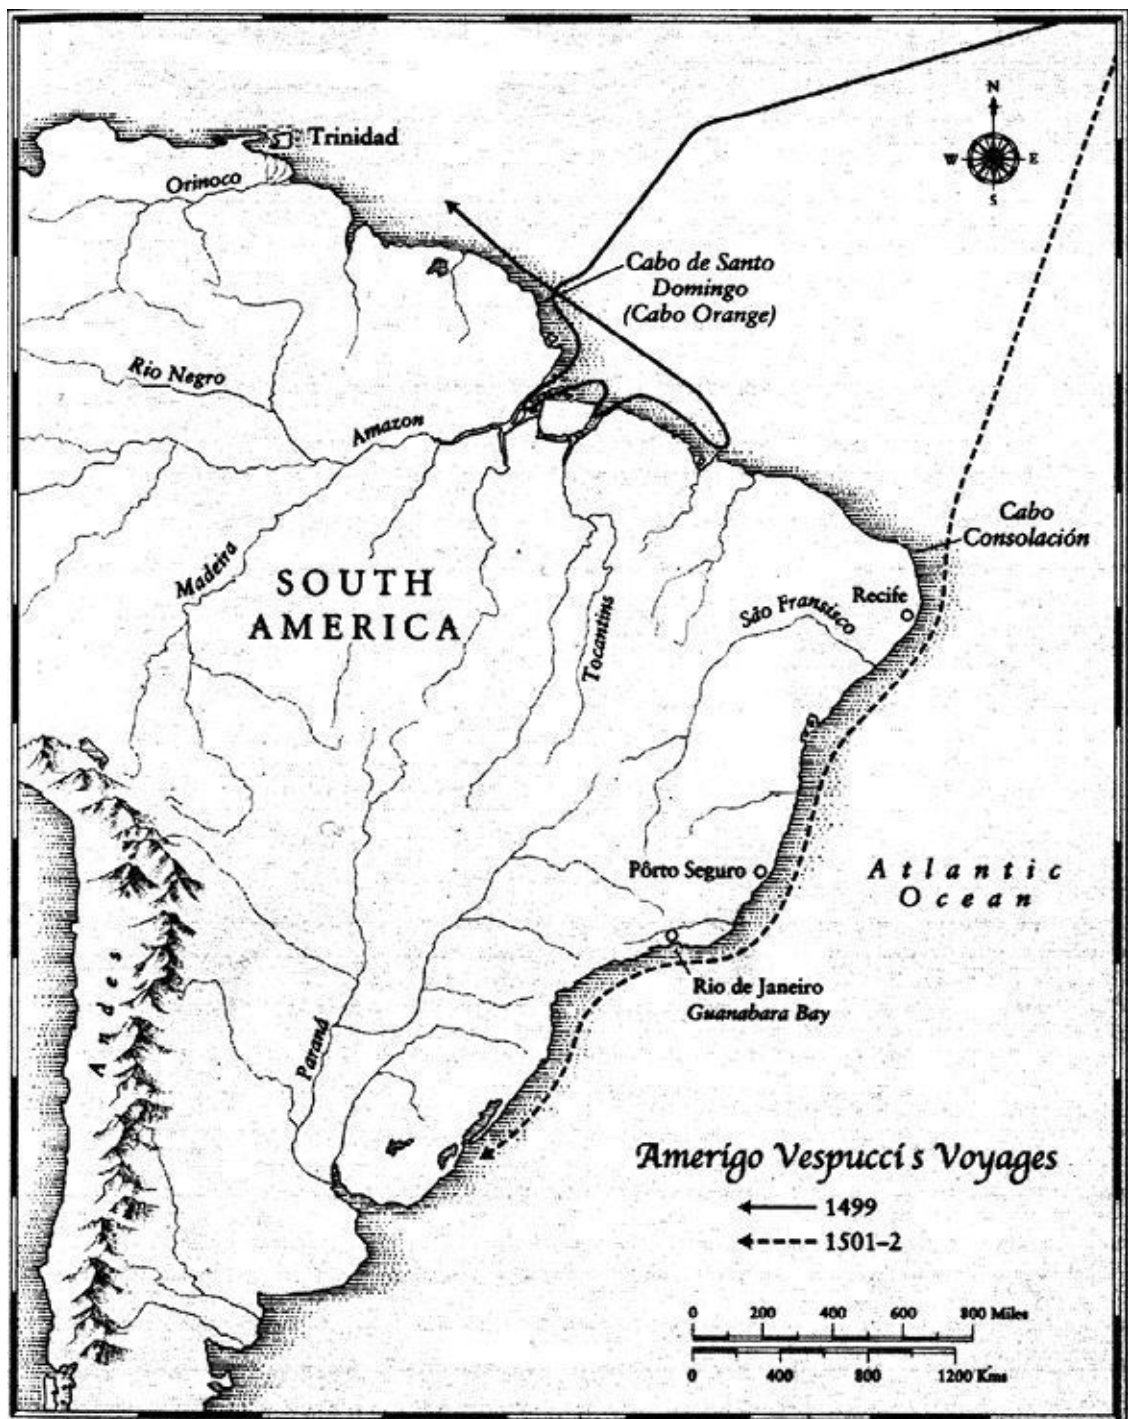 N
W
E
S
Trinidad
Orinoco
Cabo de Santo
Domingo
(Cabo Orange)
Rio Negro
Amazon
Cabo
Consolación
Madeira
SOUTH
AMERICA
Recife
São Fransisco
Tocantins
Pôrto Seguro
Atlantic
Ocean
Andes
Rio de Janeiro
Guanabara Bay
Paraná
Amerigo Vespucci s Voyages
1499
1501–2
0 200 400 600 800 Miles
0 400 800 1200 Kms